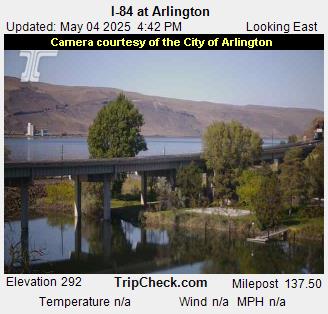 I-84 at Arlington
Updated: May 04 2025 4:42 PM Looking East
Camera courtesy of the City of Arlington
Elevation 292 TripCheck.com Milepost 137.50
Temperature n/a Wind n/a MPH n/a